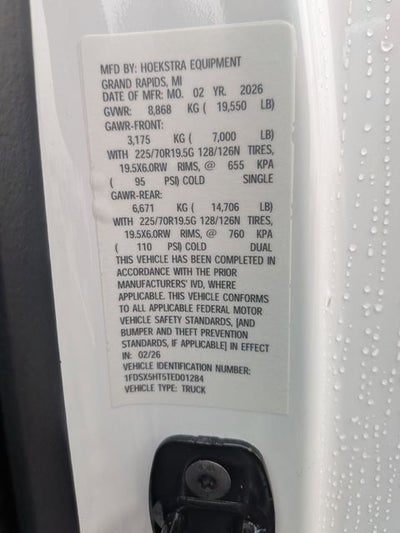 MFD BY: HOEKSTRA EQUIPMENT
GRAND RAPIDS, MI
DATE OF MFR: MO. 02 YR. 2026
GVWR: 8,868 KG ( 19,550 LB)
GAWR-FRONT:
3,175 KG ( 7,000 LB)
WITH 225/70R19.5G 128/126N TIRES,
19.5X6.0RW RIMS, @ 655 KPA
( 95 PSI) COLD SINGLE
GAWR-REAR:
6,671 KG ( 14,706 LB)
WITH 225/70R19.5G 128/126N TIRES,
19.5X6.0RW RIMS, @ 760 KPA
( 110 PSI) COLD DUAL
THIS VEHICLE HAS BEEN COMPLETED IN
ACCORDANCE WITH THE PRIOR
MANUFACTURERS' IVD, WHERE
APPLICABLE. THIS VEHICLE CONFORMS
TO ALL APPLICABLE FEDERAL MOTOR
VEHICLE SAFETY STANDARDS, [AND
BUMPER AND THEFT PREVENTION
STANDARDS, IF APPLICABLE] IN EFFECT
IN: 02/26
VEHICLE IDENTIFICATION NUMBER:
1FDSX5HT5TED01284
VEHICLE TYPE: TRUCK